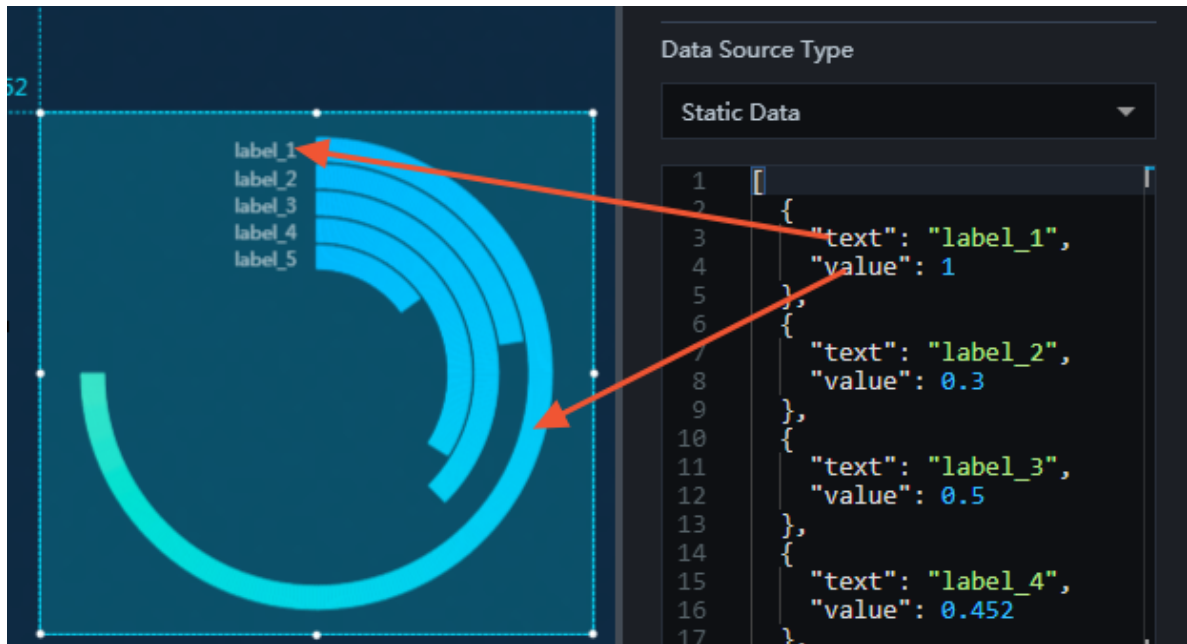 52
label_1
label_2
label_3
label_4
label_5
Data Source Type
Static Data
1 [
2 {
3 "text": "label_1",
4 "value": 1
5 },
6 {
7 "text": "label_2",
8 "value": 0.3
9 },
10 {
11 "text": "label_3",
12 "value": 0.5
13 },
14 {
15 "text": "label_4",
16 "value": 0.452
17 },